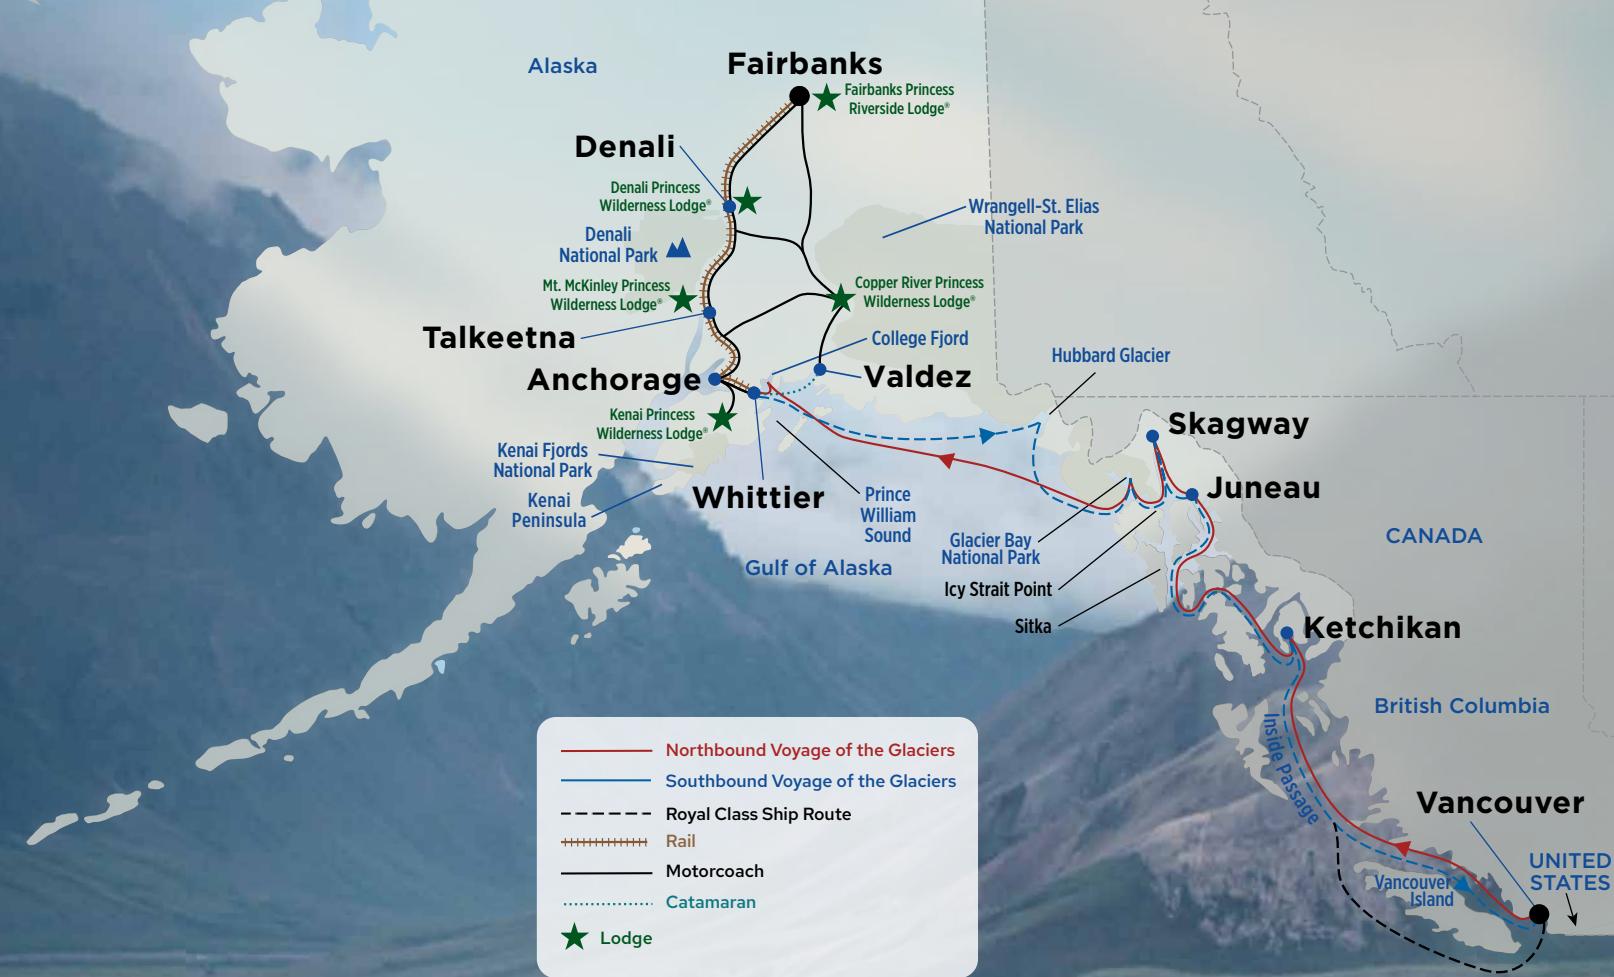 Alaska
Fairbanks
Fairbanks Princess
Riverside Lodge®
Denali
Denali Princess
Wilderness Lodge®
Denali
National Park
Wrangell-St. Elias
National Park
Mt. McKinley Princess
Wilderness Lodge®
Copper River Princess
Wilderness Lodge®
Talkeetna
College Fjord
Hubbard Glacier
Anchorage
Valdez
Kenai Princess
Wilderness Lodge®
Skagway
Kenai Fjords
National Park
Kenai
Peninsula
Whittier
Prince
William
Sound
Juneau
Glacier Bay
National Park
CANADA
Gulf of Alaska
Icy Strait Point
Sitka
Ketchikan
British Columbia
Inside Passage
Vancouver
UNITED
STATES
Vancouver
Island
Northbound Voyage of the Glaciers
Southbound Voyage of the Glaciers
Royal Class Ship Route
Rail
Motorcoach
Catamaran
Lodge